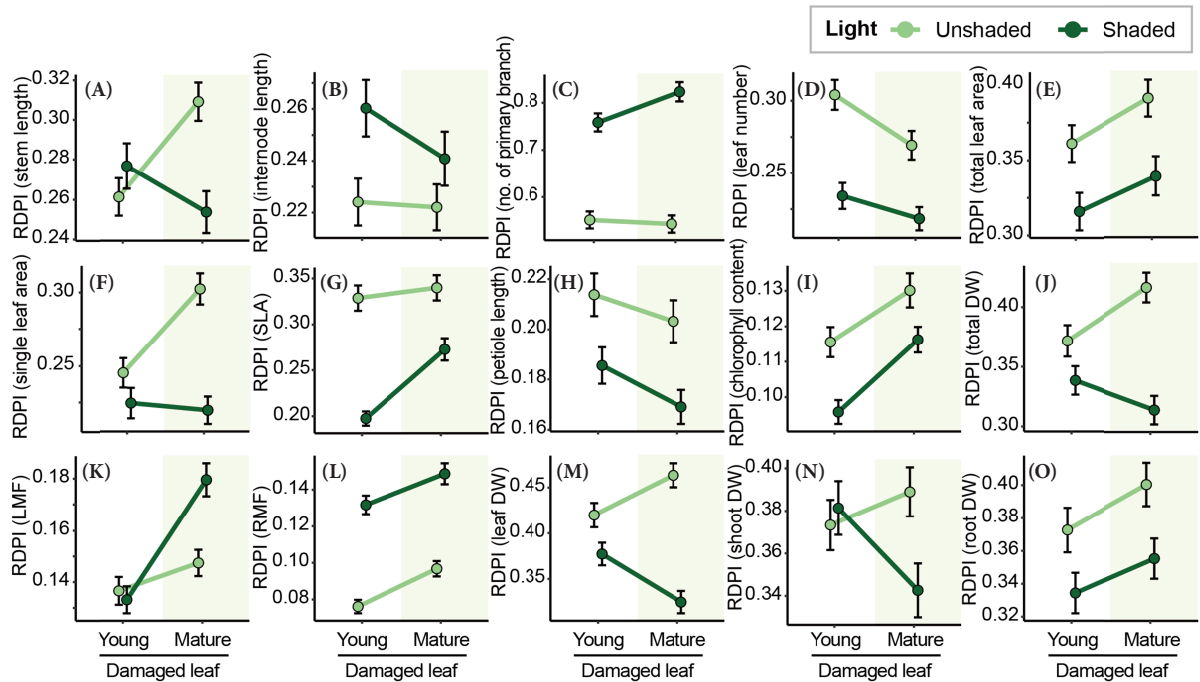 Light Unshaded Shaded
(A)
RDPI (stem length)
0.32
0.30
0.28
0.26
0.24
(B)
RDPI (internode length)
0.26
0.24
0.22
(C)
RDPI (no. of primary branch)
0.8
0.7
0.6
(D)
RDPI (leaf number)
0.30
0.25
(E)
RDPI (total leaf area)
0.40
0.35
0.30
(F)
RDPI (single leaf area)
0.30
0.25
(G)
RDPI (SLA)
0.35
0.30
0.25
0.20
(H)
RDPI (petiole length)
0.22
0.20
0.18
0.16
(I)
RDPI (chlorophyll content)
0.13
0.12
0.11
0.10
(J)
RDPI (total DW)
0.40
0.35
0.30
(K)
RDPI (LMF)
0.18
0.16
0.14
(L)
RDPI (RMF)
0.14
0.12
0.10
0.08
(M)
RDPI (leaf DW)
0.45
0.40
0.35
(N)
RDPI (shoot DW)
0.40
0.38
0.36
0.34
(O)
RDPI (root DW)
0.40
0.38
0.36
0.34
0.32
Young Mature
Damaged leaf
Young Mature
Damaged leaf
Young Mature
Damaged leaf
Young Mature
Damaged leaf
Young Mature
Damaged leaf